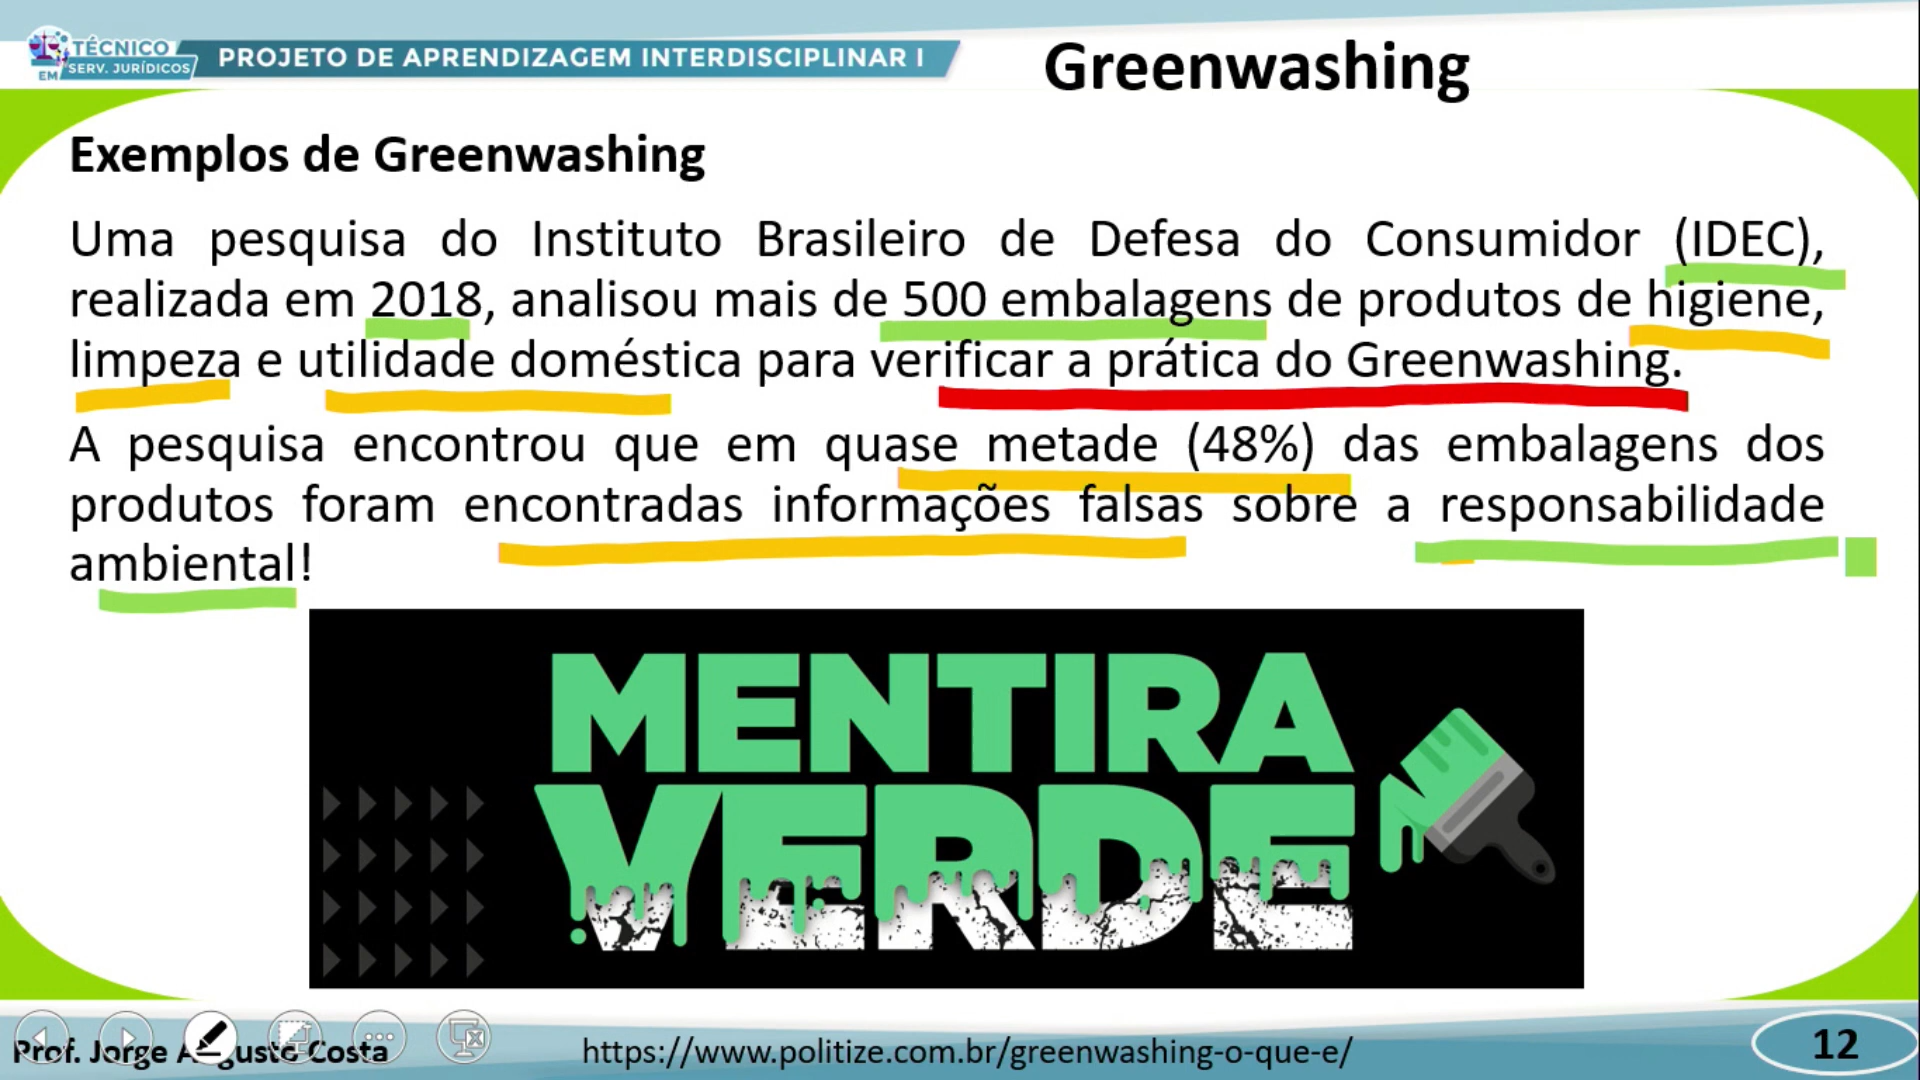 TÉCNICO
EM SERV. JURÍDICOS
PROJETO DE APRENDIZAGEM INTERDISCIPLINAR I
Greenwashing
Exemplos de Greenwashing
Uma pesquisa do Instituto Brasileiro de Defesa do Consumidor (IDEC),
realizada em 2018, analisou mais de 500 embalagens de produtos de higiene,
limpeza e utilidade doméstica para verificar a prática do Greenwashing.
A pesquisa encontrou que em quase metade (48%) das embalagens dos
produtos foram encontradas informações falsas sobre a responsabilidade
ambiental!
MENTIRA
VERDE
Prof. Jorge Augusto Costa
https://www.politize.com.br/greenwashing-o-que-e/
12